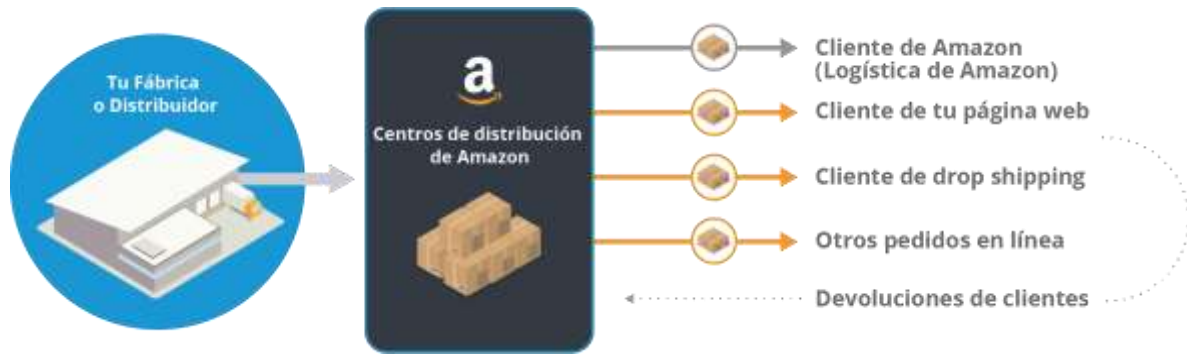 Tu Fábrica
o Distribuidor
a
Centros de distribución
de Amazon
Cliente de Amazon
(Logística de Amazon)
Cliente de tu página web
Cliente de drop shipping
Otros pedidos en línea
Devoluciones de clientes